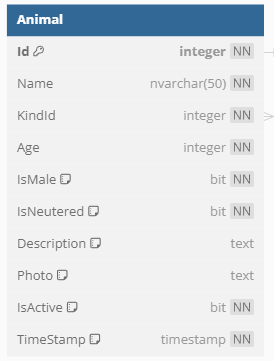 Animal
Id integer NN
Name nvarchar(50) NN
KindId integer NN
Age integer NN
IsMale bit NN
IsNeutered bit NN
Description text
Photo text
IsActive bit NN
TimeStamp timestamp NN